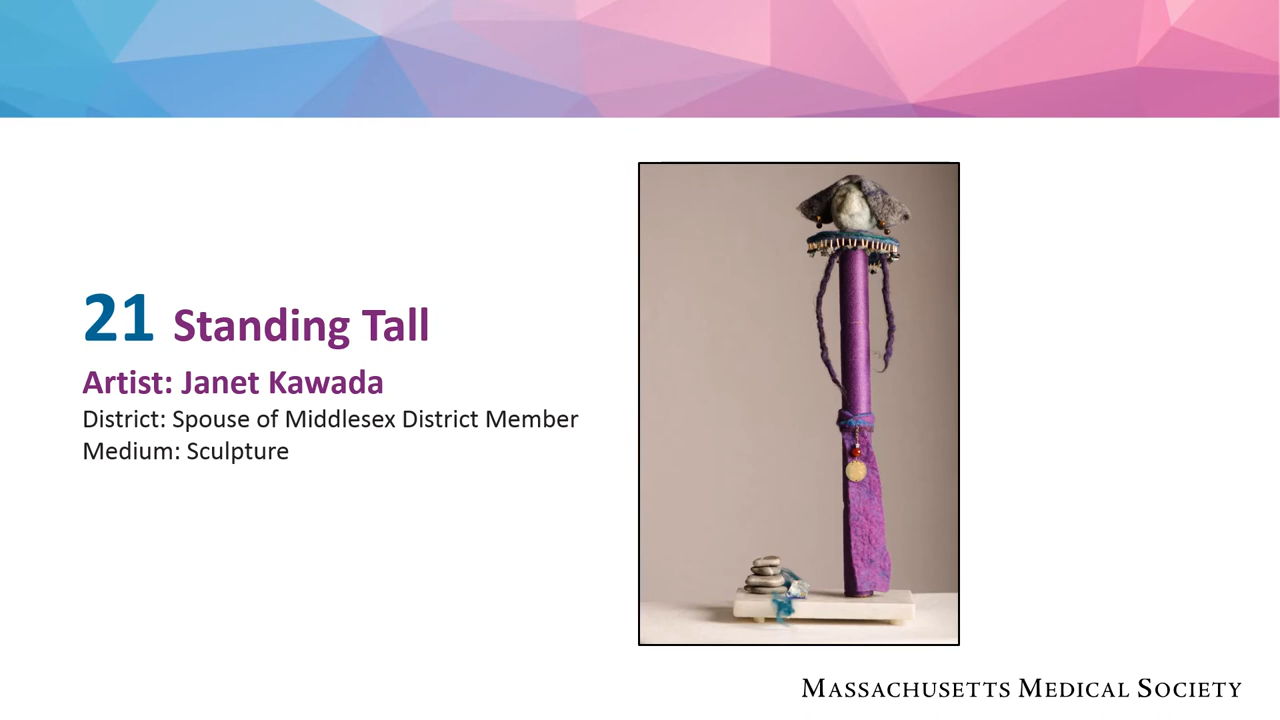 21 Standing Tall
Artist: Janet Kawada
District: Spouse of Middlesex District Member
Medium: Sculpture
MASSACHUSETTS MEDICAL SOCIETY